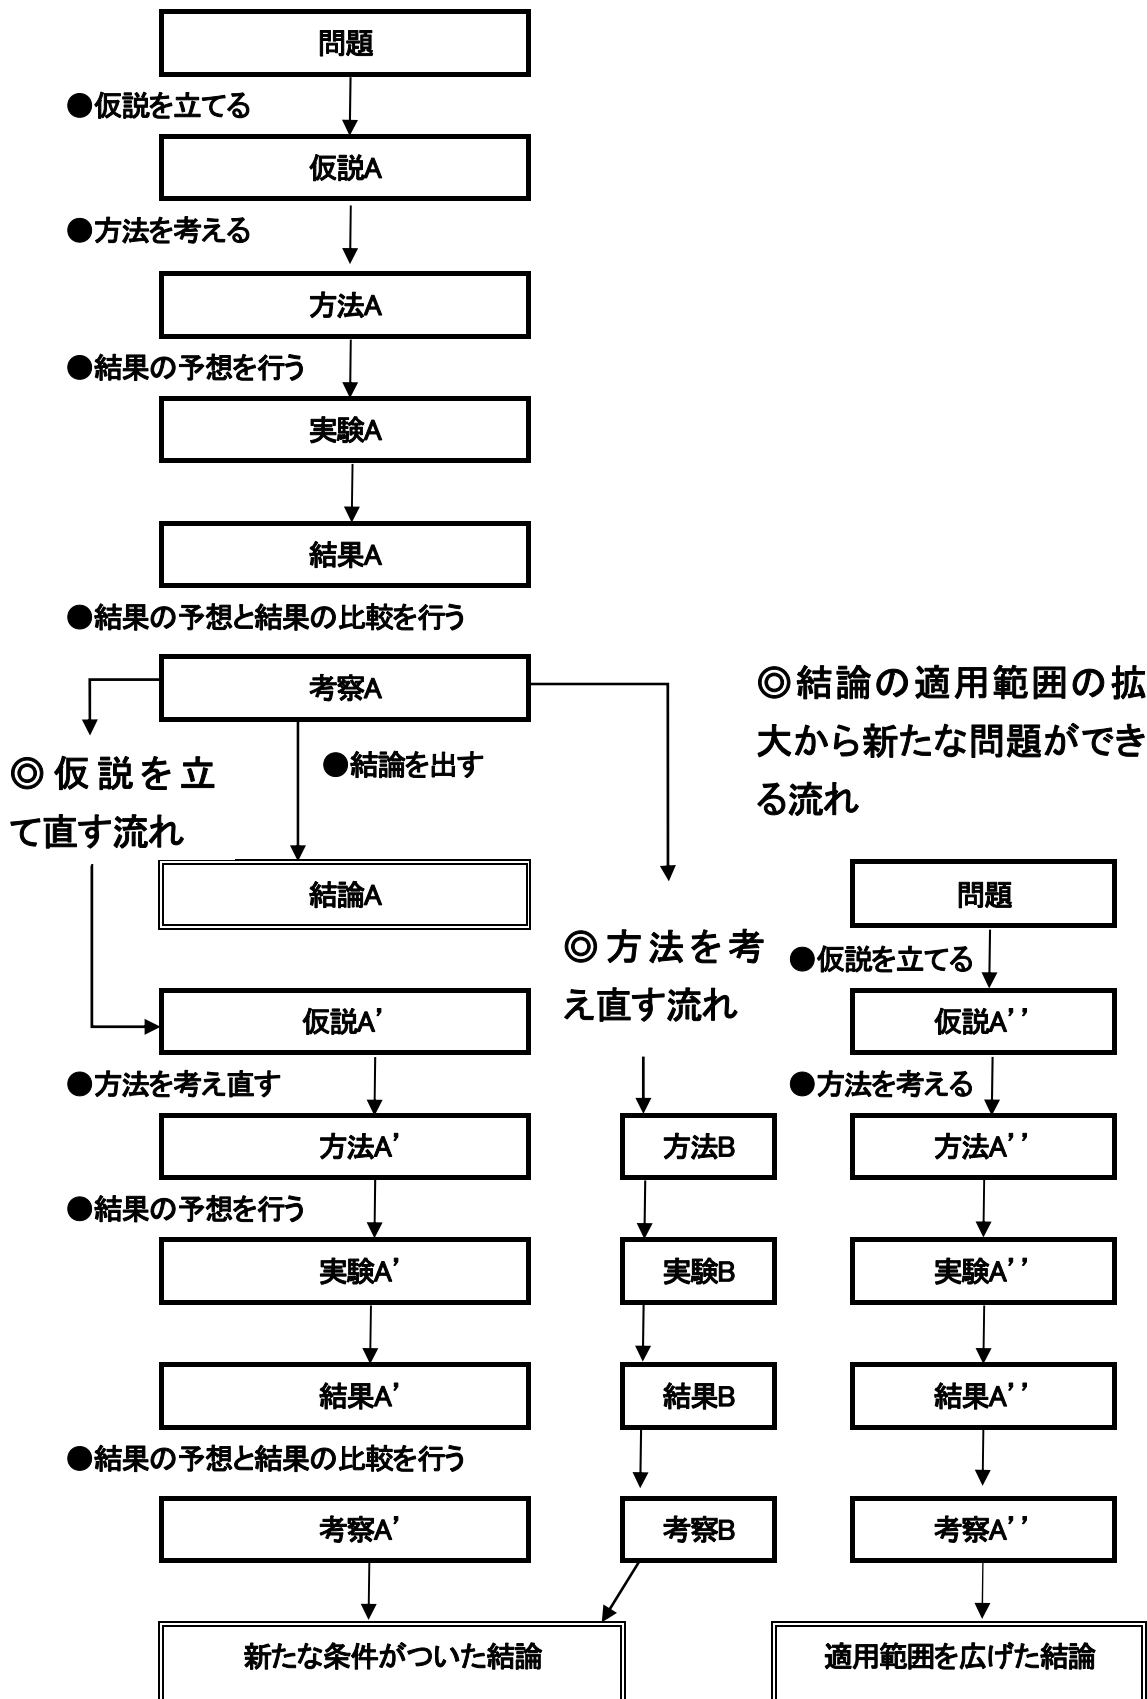 問題
●仮説を立てる
仮説A
●方法を考える
方法A
●結果の予想を行う
実験A
結果A
●結果の予想と結果の比較を行う
考察A
●結論を出す
◎仮説を立
て直す流れ
結論A
仮説A’
●方法を考え直す
方法A’
●結果の予想を行う
実験A’
結果A’
●結果の予想と結果の比較を行う
考察A’
新たな条件がついた結論
◎方法を考
え直す流れ
方法B
実験B
結果B
考察B
◎結論の適用範囲の拡
大から新たな問題ができ
る流れ
問題
●仮説を立てる
仮説A’’
●方法を考える
方法A’’
実験A’’
結果A’’
考察A’’
適用範囲を広げた結論